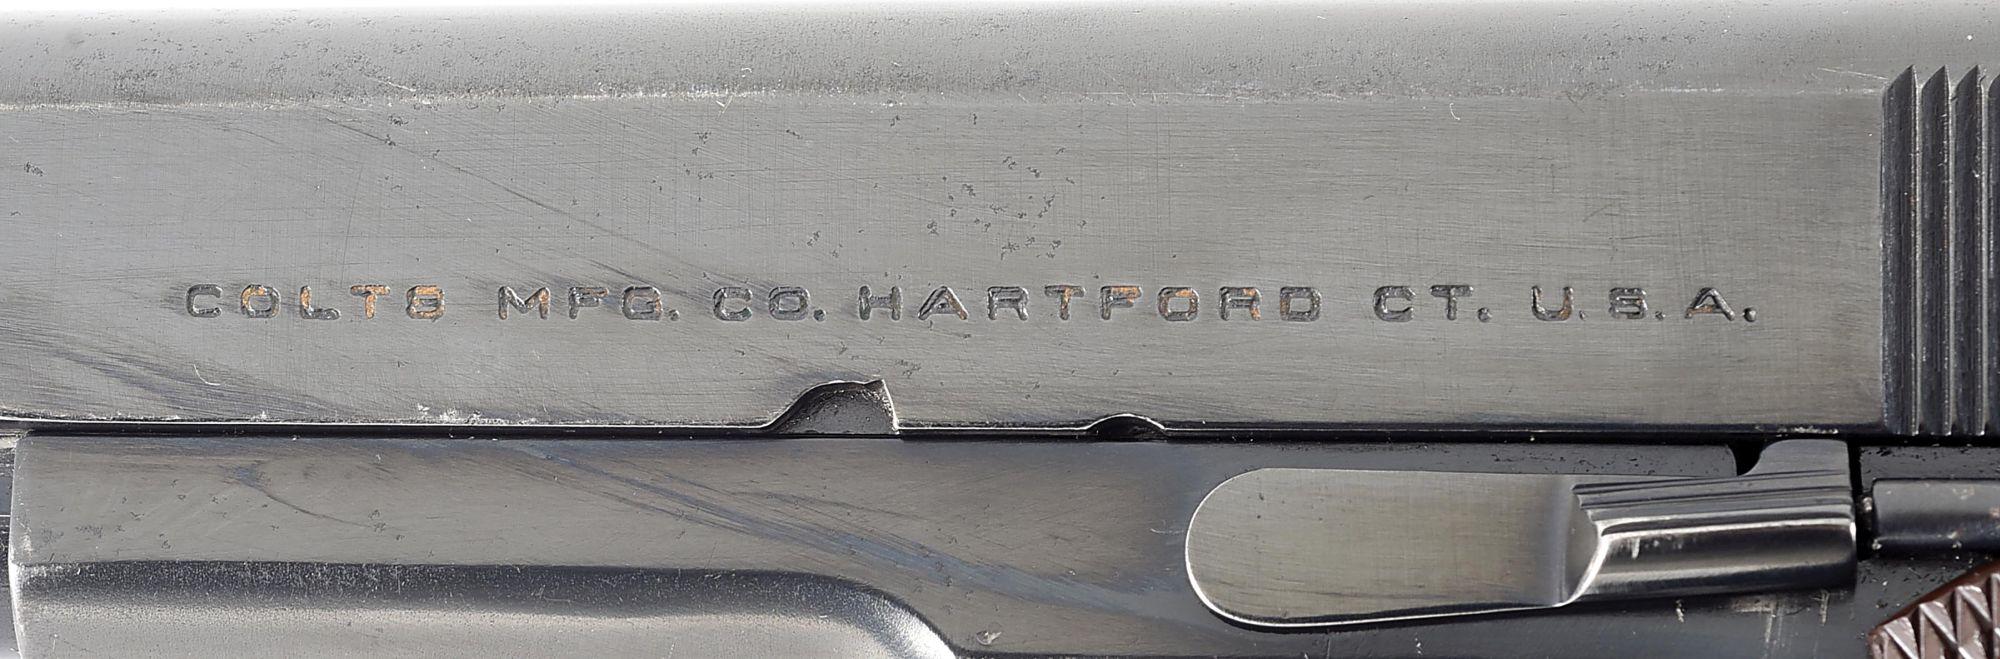 COLTS MFG. CO. HARTFORD CT. U.S.A.